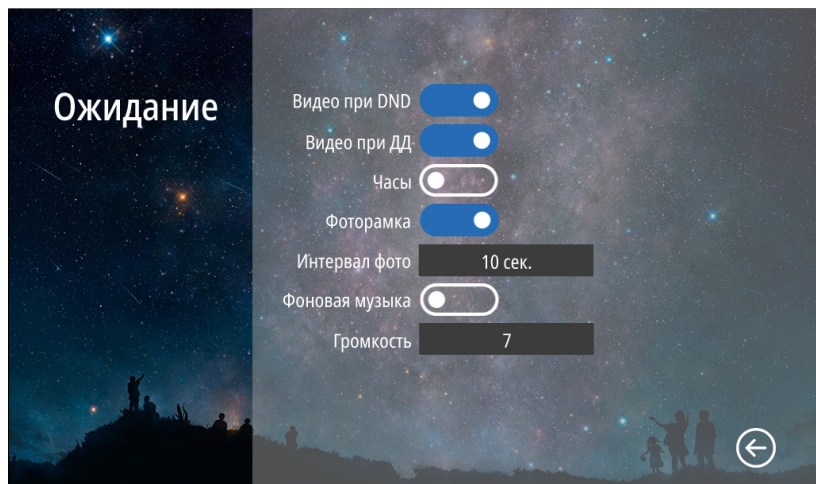 Ожидание
Видео при DND
Видео при ДД
Часы
Фоторамка
Интервал фото 10 сек.
Фоновая музыка
Громкость 7